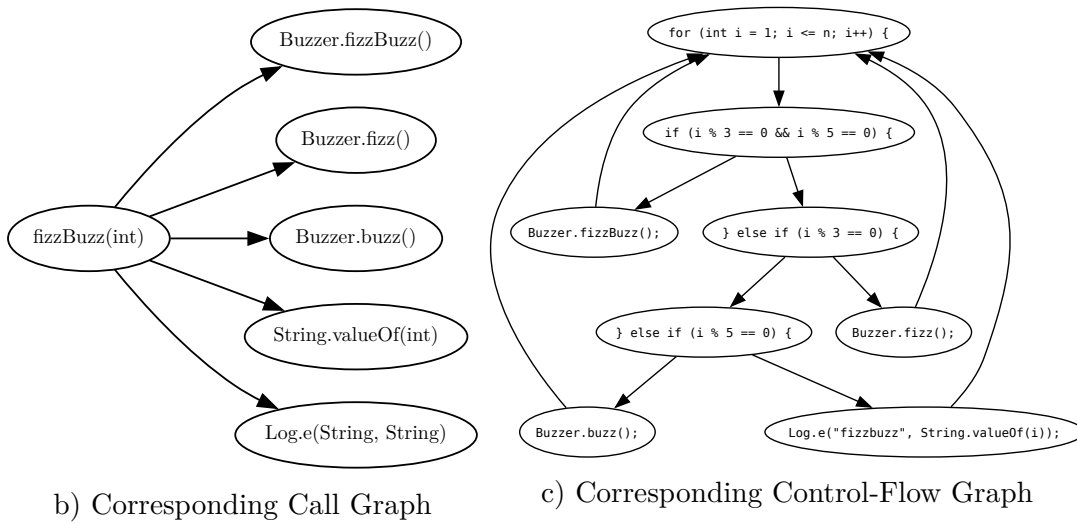 Buzzer.fizzBuzz()
Buzzer.fizz()
fizzBuzz(int)
Buzzer.buzz()
String.valueOf(int)
Log.e(String, String)
b) Corresponding Call Graph
for (int i = 1; i <= n; i++) {
if (i % 3 == 0 && i % 5 == 0) {
Buzzer.fizzBuzz();
} else if (i % 3 == 0) {
} else if (i % 5 == 0) {
Buzzer.fizz();
Buzzer.buzz();
Log.e("fizzbuzz", String.valueOf(i));
c) Corresponding Control-Flow Graph